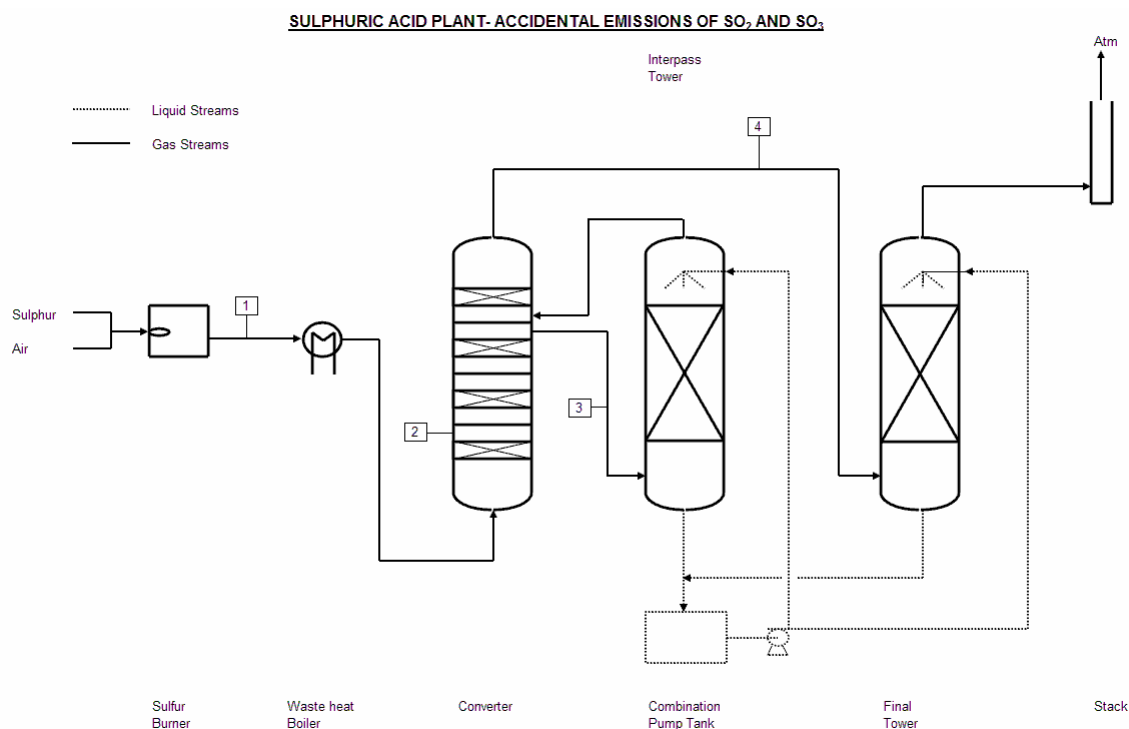 SULPHURIC ACID PLANT- ACCIDENTAL EMISSIONS OF SO₂ AND SO₃
Interpass
Tower
Atm
Liquid Streams
Gas Streams
4
1
Sulphur
Air
3
2
Sulfur
Burner
Waste heat
Boiler
Converter
Combination
Pump Tank
Final
Tower
Stack